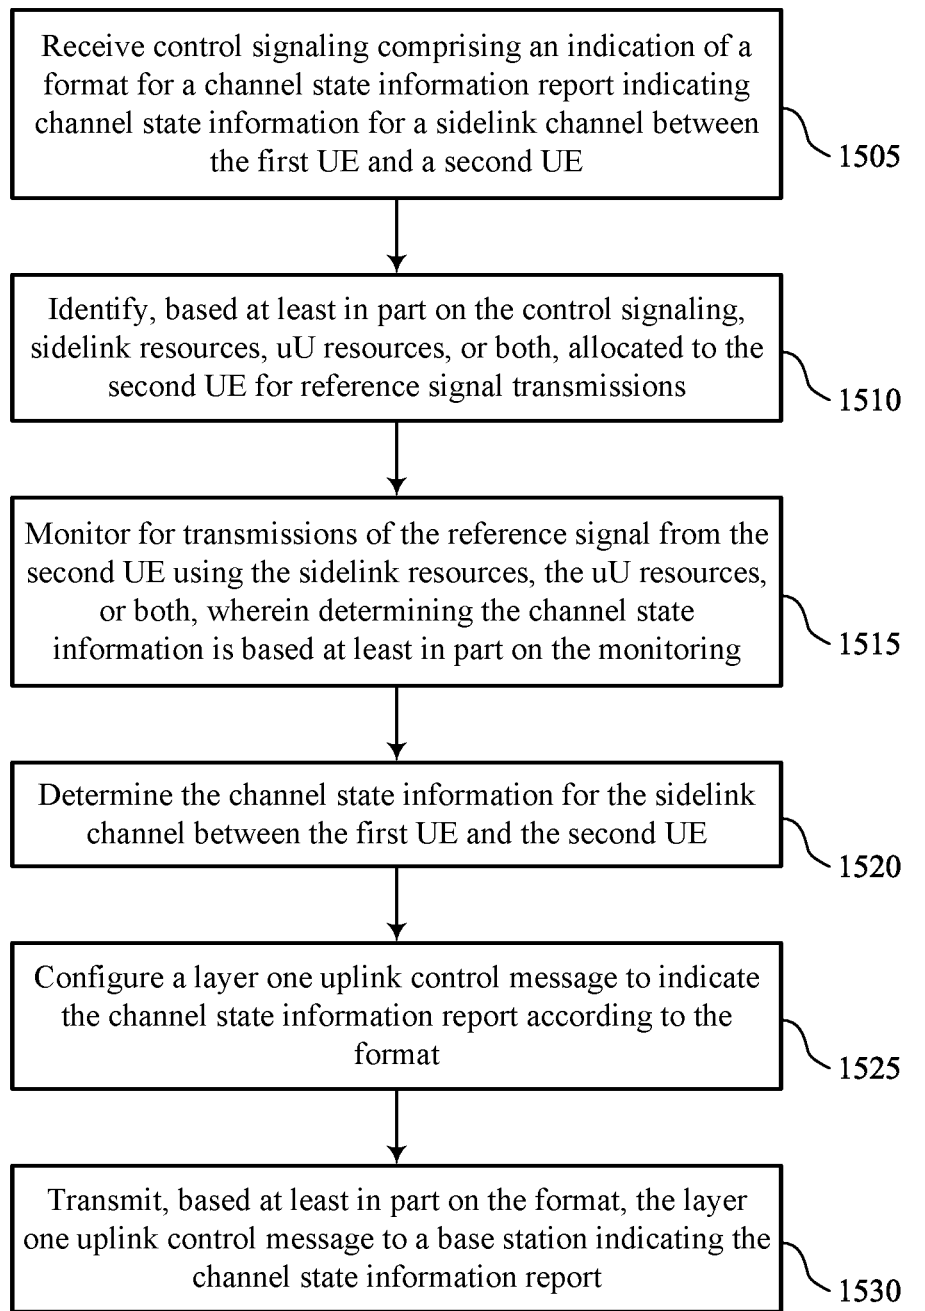 Receive control signaling comprising an indication of a
format for a channel state information report indicating
channel state information for a sidelink channel between
the first UE and a second UE
1505
Identify, based at least in part on the control signaling,
sidelink resources, uU resources, or both, allocated to the
second UE for reference signal transmissions
1510
Monitor for transmissions of the reference signal from the
second UE using the sidelink resources, the uU resources,
or both, wherein determining the channel state
information is based at least in part on the monitoring
1515
Determine the channel state information for the sidelink
channel between the first UE and the second UE
1520
Configure a layer one uplink control message to indicate
the channel state information report according to the
format
1525
Transmit, based at least in part on the format, the layer
one uplink control message to a base station indicating the
channel state information report
1530